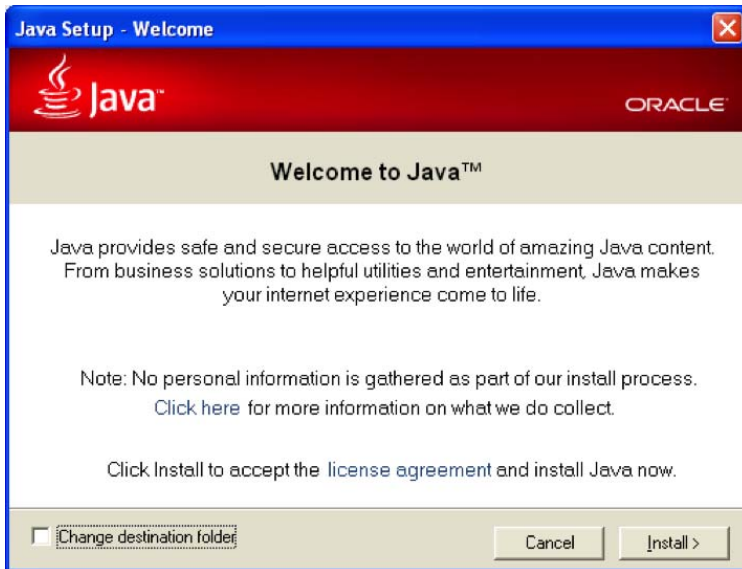 Java Setup - Welcome
Java™
ORACLE
Welcome to Java™
Java provides safe and secure access to the world of amazing Java content.
From business solutions to helpful utilities and entertainment, Java makes
your internet experience come to life.
Note: No personal information is gathered as part of our install process.
Click here for more information on what we do collect.
Click Install to accept the license agreement and install Java now.
Change destination folder
Cancel
Install >